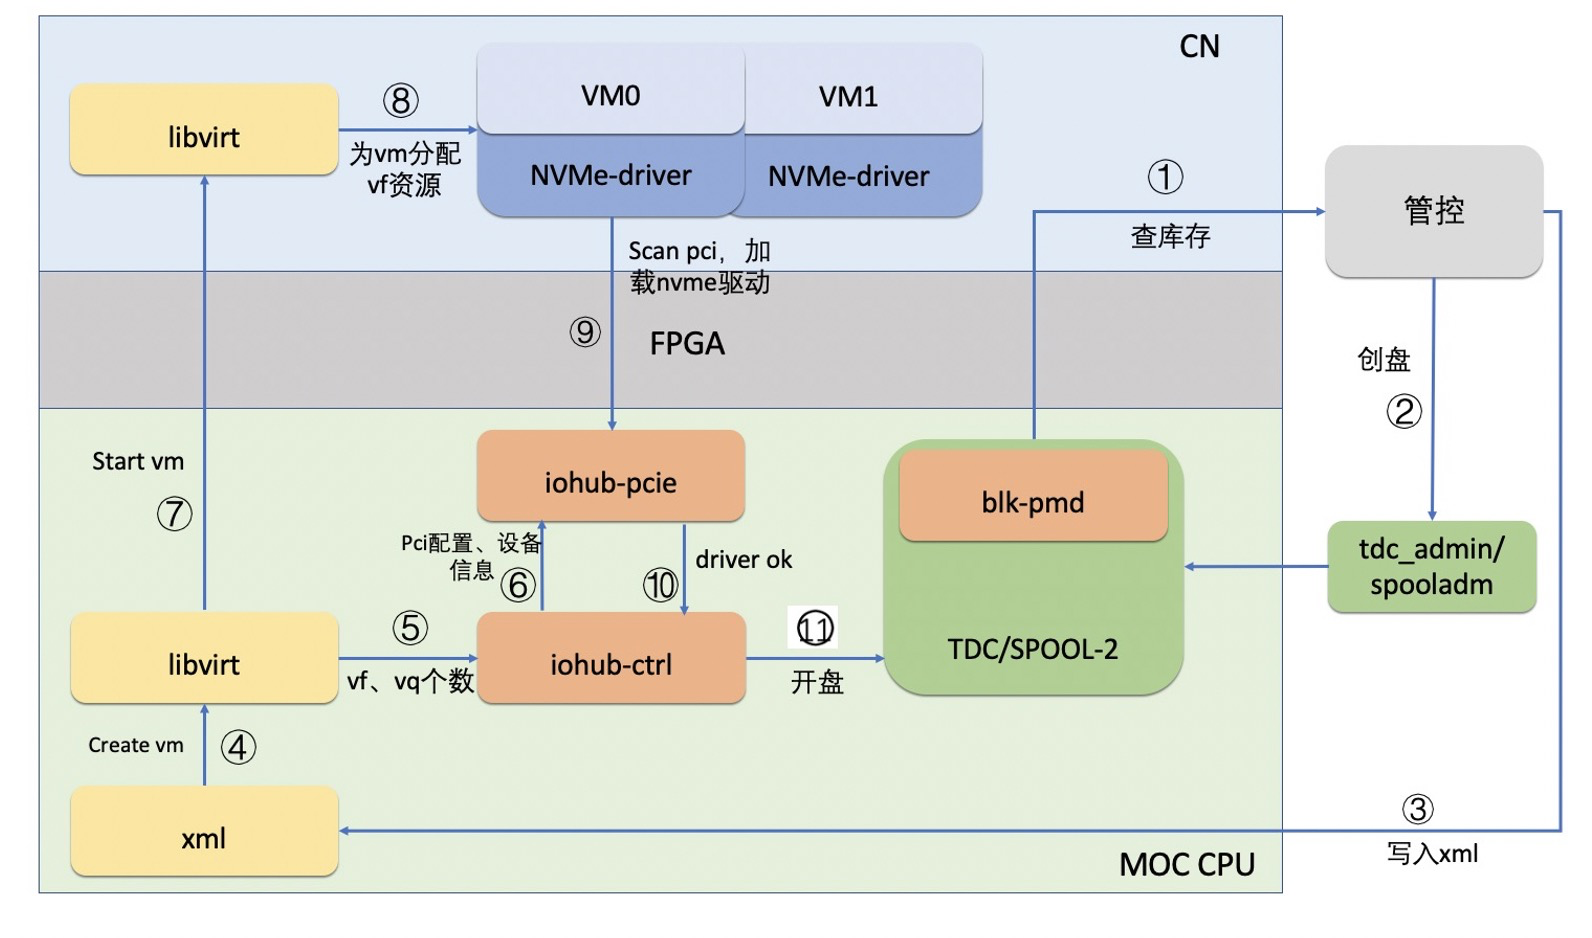 CN
VM0
VM1
libvirt
⑧
为vm分配
vf资源
NVMe-driver
NVMe-driver
①
查库存
管控
Scan pci，加
载nvme驱动
⑨
FPGA
创盘
②
Start vm
⑦
iohub-pcie
blk-pmd
Pci配置、设备
信息
⑥
⑩
driver ok
tdc_admin/
spooladm
libvirt
⑤
vf、vq个数
iohub-ctrl
⑪
开盘
TDC/SPOOL-2
Create vm
④
xml
③
写入xml
MOC CPU